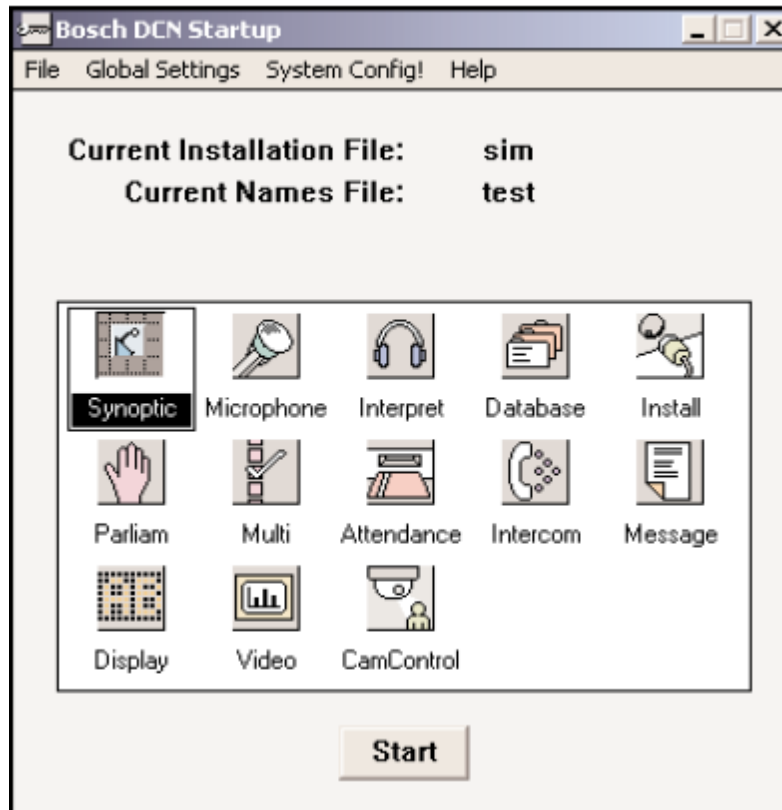 Bosch DCN Startup
File Global Settings System Config! Help
Current Installation File: sim
Current Names File: test
Synoptic Microphone Interpret Database Install
Parliam Multi Attendance Intercom Message
AB
Display Video CamControl
Start